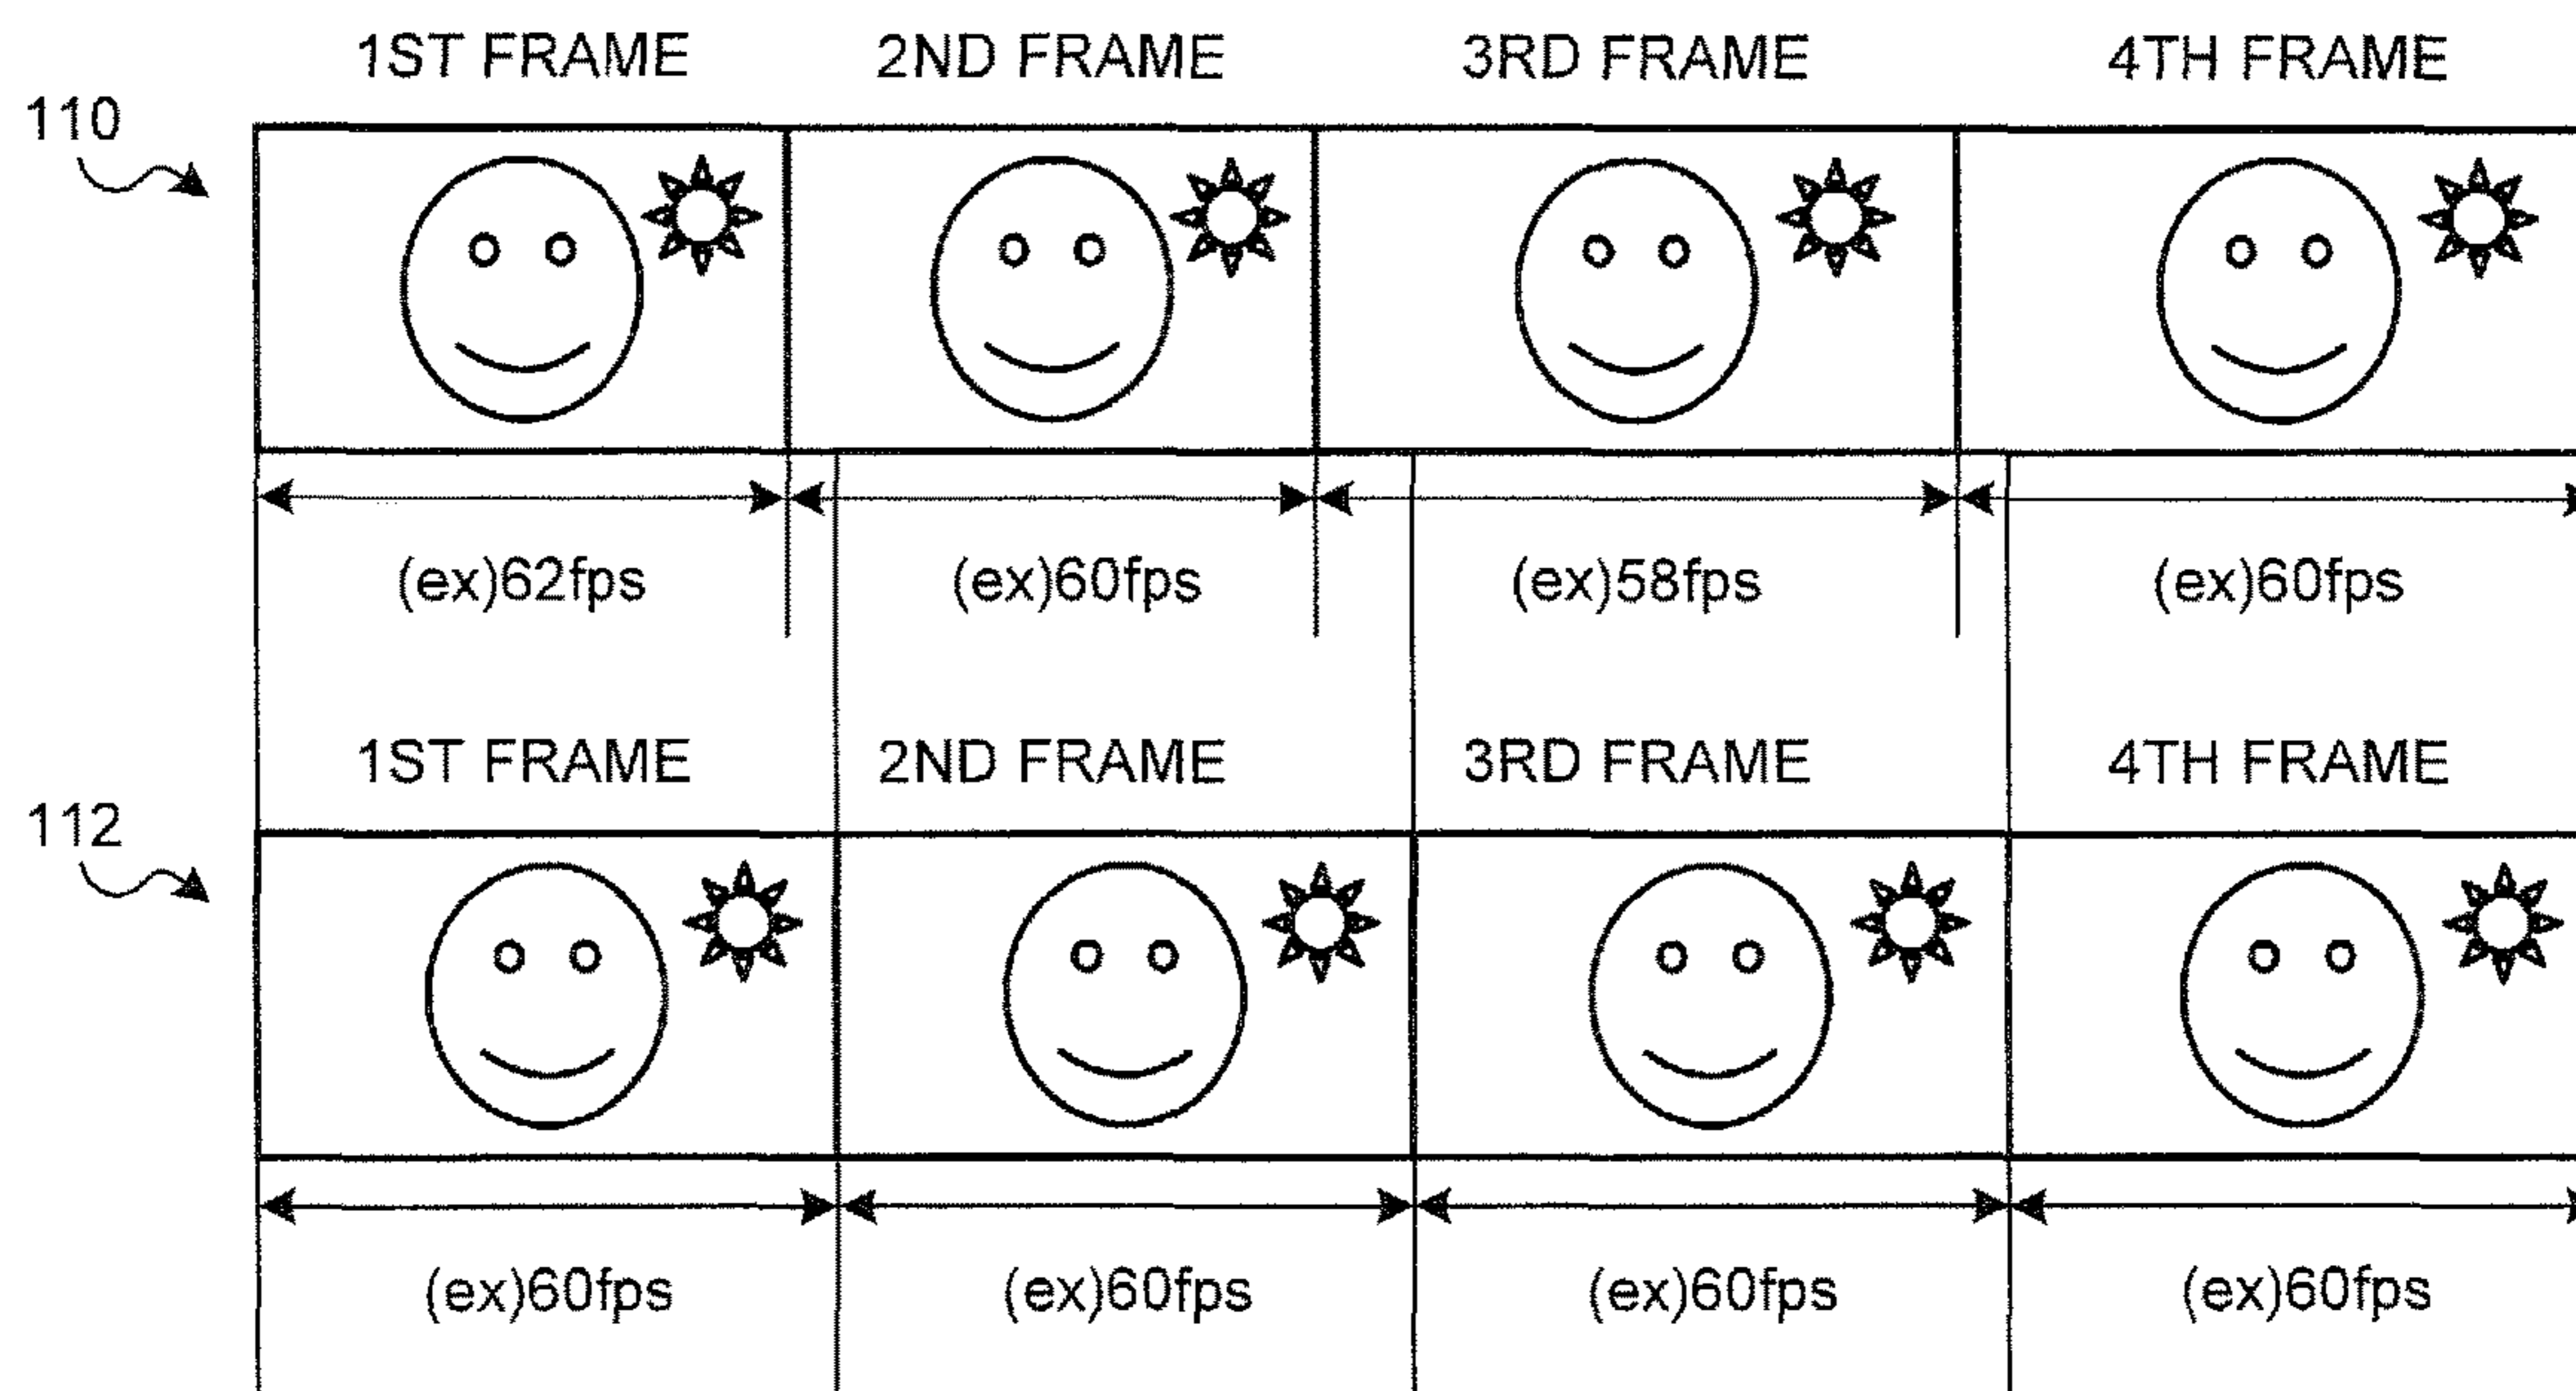 1ST FRAME 2ND FRAME 3RD FRAME 4TH FRAME
110
(ex)62fps (ex)60fps (ex)58fps (ex)60fps
1ST FRAME 2ND FRAME 3RD FRAME 4TH FRAME
112
(ex)60fps (ex)60fps (ex)60fps (ex)60fps